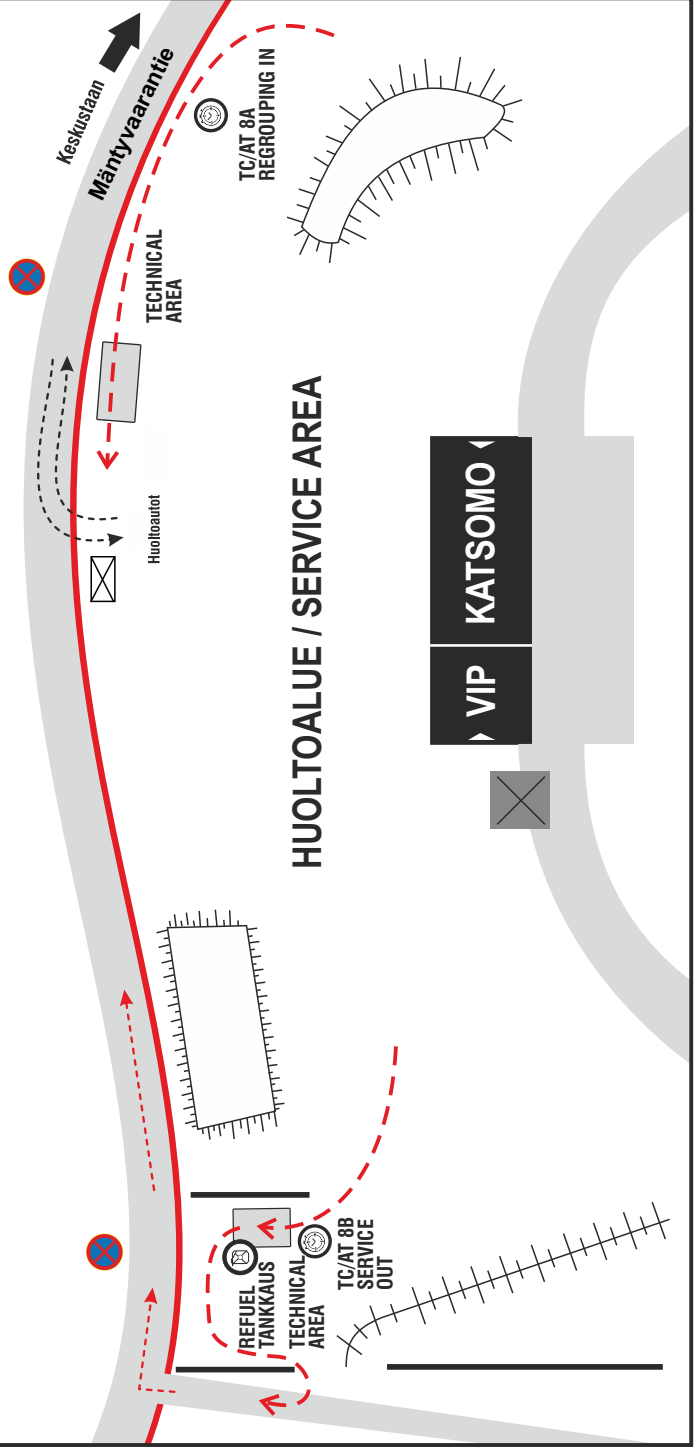 Keskustaan
Mäntyvaarantie
TC/AT 8A
REGROUPING IN
TECHNICAL
AREA
Huoltoautot
HUOLTOALUE / SERVICE AREA
VIP
KATSOMO
REFUEL
TANKKAUS
TECHNICAL
AREA
TC/AT 8B
SERVICE
OUT